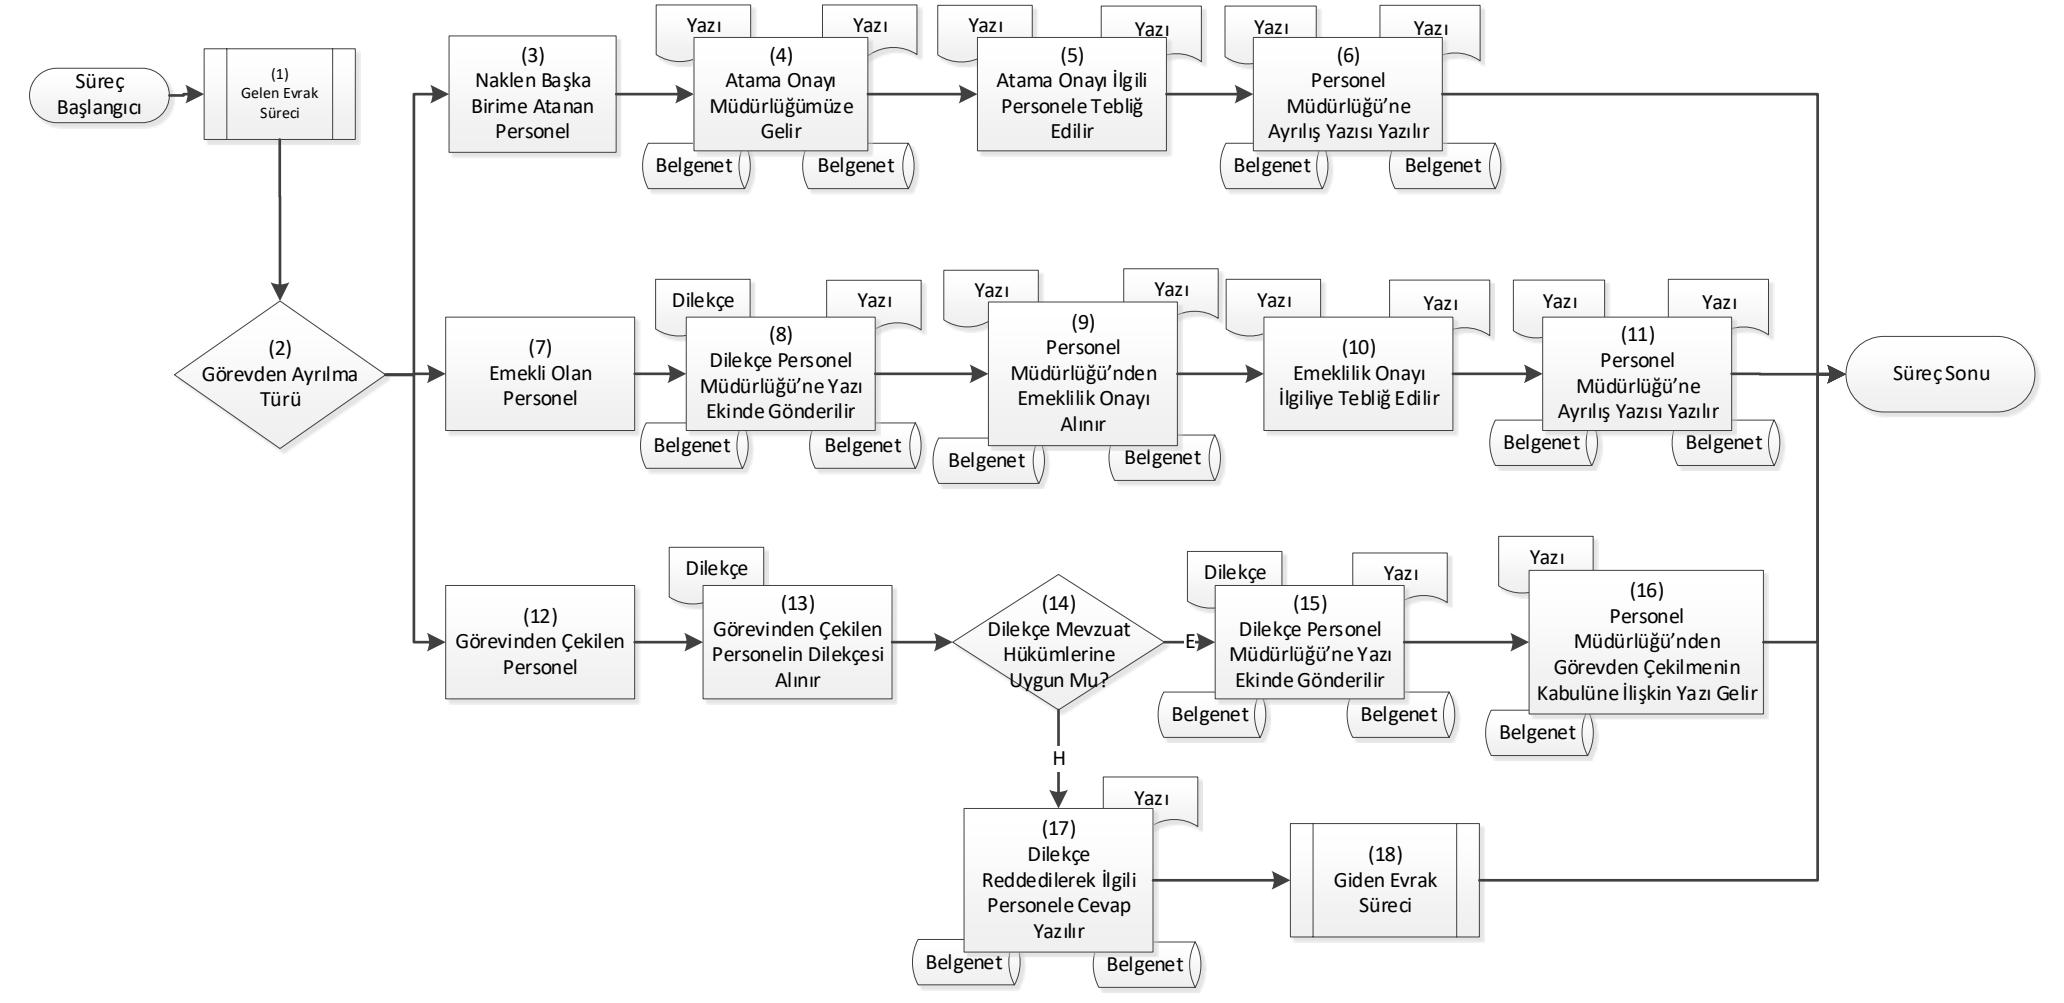 Süreç
Başlangıcı
(1)
Gelen Evrak
Süreci
(2)
Görevden Ayrılma
Türü
(3)
Naklen Başka
Birime Atanan
Personel
Yazı
Yazı
(4)
Atama Onayı
Müdürlüğümüze
Gelir
Belgenet
Belgenet
Yazı
Yazı
(5)
Atama Onayı İlgili
Personele Tebliğ
Edilir
Yazı
Yazı
(6)
Personel
Müdürlüğü’ne
Ayrılış Yazısı Yazılır
Belgenet
Belgenet
(7)
Emekli Olan
Personel
Dilekçe
Yazı
(8)
Dilekçe Personel
Müdürlüğü’ne Yazı
Ekinde Gönderilir
Belgenet
Belgenet
Yazı
Yazı
(9)
Personel
Müdürlüğü’nden
Emeklilik Onayı
Alınır
Belgenet
Belgenet
Yazı
Yazı
(10)
Emeklilik Onayı
İlgiliye Tebliğ Edilir
Yazı
Yazı
(11)
Personel
Müdürlüğü’ne
Ayrılış Yazısı Yazılır
Belgenet
Belgenet
Süreç Sonu
(12)
Görevinden Çekilen
Personel
Dilekçe
(13)
Görevinden Çekilen
Personelin Dilekçesi
Alınır
(14)
Dilekçe Mevzuat
Hükümlerine
Uygun Mu?
E
H
Dilekçe
Yazı
(15)
Dilekçe Personel
Müdürlüğü’ne Yazı
Ekinde Gönderilir
Belgenet
Belgenet
Yazı
(16)
Personel
Müdürlüğü’nden
Görevden Çekilmenin
Kabulüne İlişkin Yazı Gelir
Belgenet
Yazı
(17)
Dilekçe
Reddedilerek İlgili
Personele Cevap
Yazılır
Belgenet
Belgenet
(18)
Giden Evrak
Süreci